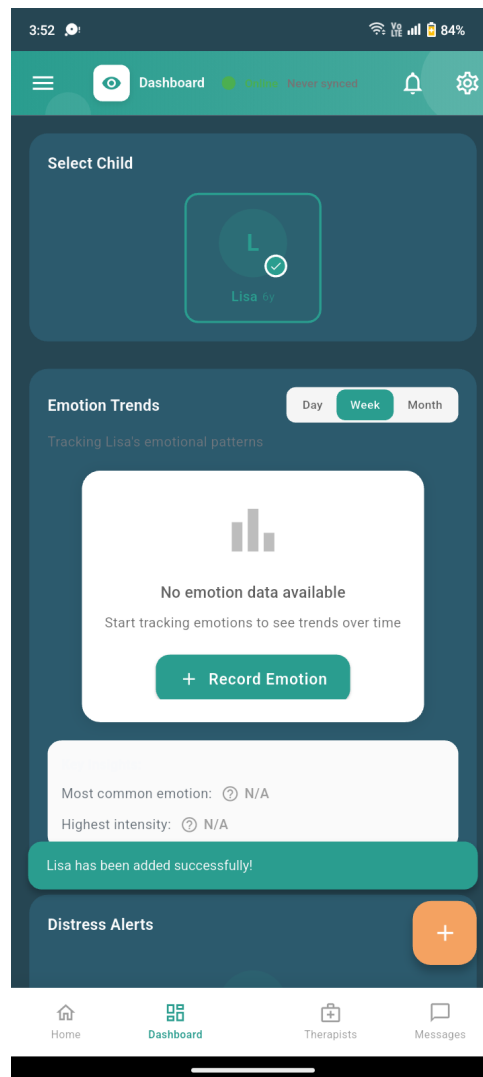 3:52 84%
Vo LTE
Dashboard Never synced
Select Child
L
Lisa 6y
Emotion Trends Day Week Month
Tracking Lisa's emotional patterns
No emotion data available
Start tracking emotions to see trends over time
+ Record Emotion
Most common emotion: N/A
Highest intensity: N/A
Lisa has been added successfully!
Distress Alerts
+
Home Dashboard Therapists Messages